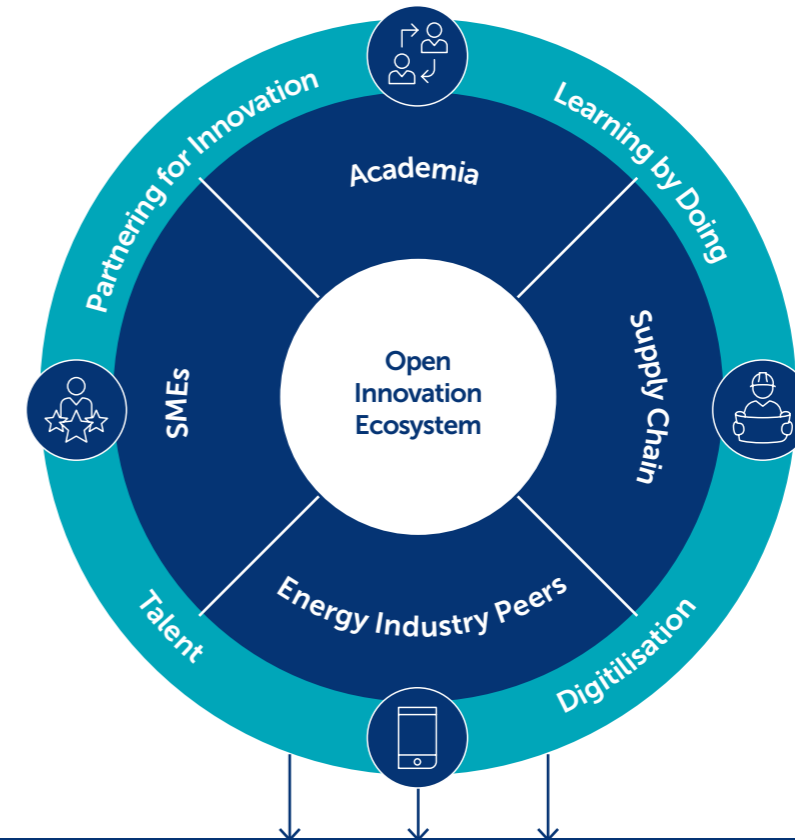 Partnering for Innovation
Learning by Doing
Academia
SMEs
Open
Innovation
Ecosystem
Supply Chain
Energy Industry Peers
Talent
Digitilisation